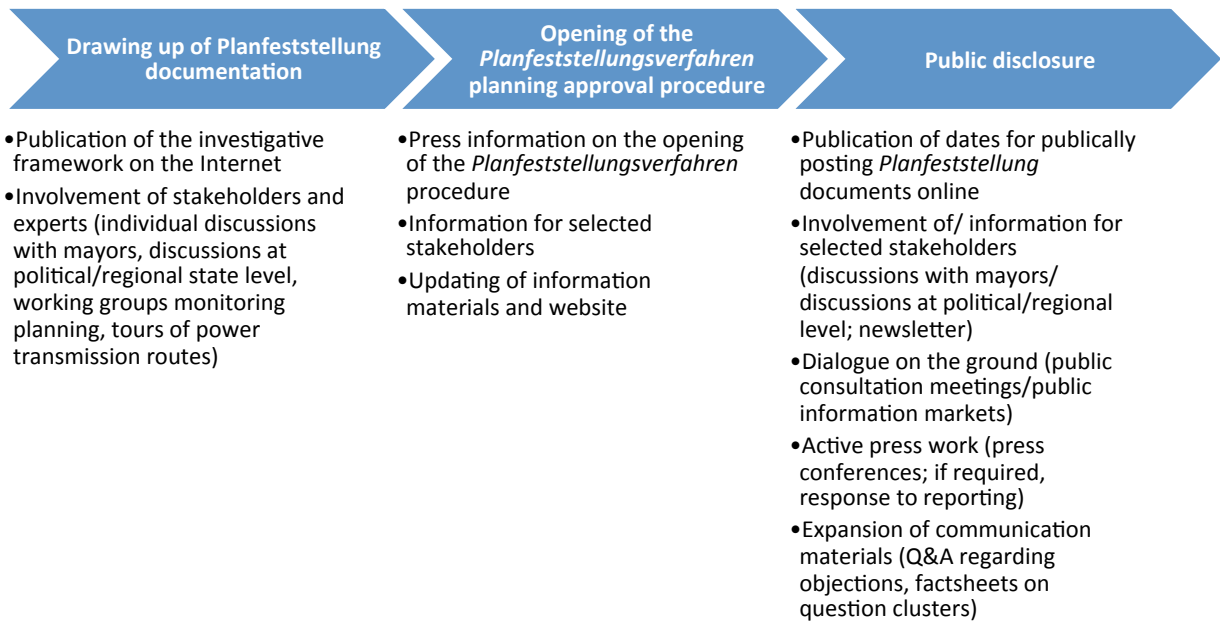 Drawing up of Planfeststellung
documentation
Opening of the
Planfeststellungsverfahren
planning approval procedure
Public disclosure
•Publication of the investigative
framework on the Internet
•Involvement of stakeholders and
experts (individual discussions
with mayors, discussions at
political/regional state level,
working groups monitoring
planning, tours of power
transmission routes)
•Press information on the opening
of the Planfeststellungsverfahren
procedure
•Information for selected
stakeholders
•Updating of information
materials and website
•Publication of dates for publically
posting Planfeststellung
documents online
•Involvement of/ information for
selected stakeholders
(discussions with mayors/
discussions at political/regional
level; newsletter)
•Dialogue on the ground (public
consultation meetings/public
information markets)
•Active press work (press
conferences; if required,
response to reporting)
•Expansion of communication
materials (Q&A regarding
objections, factsheets on
question clusters)